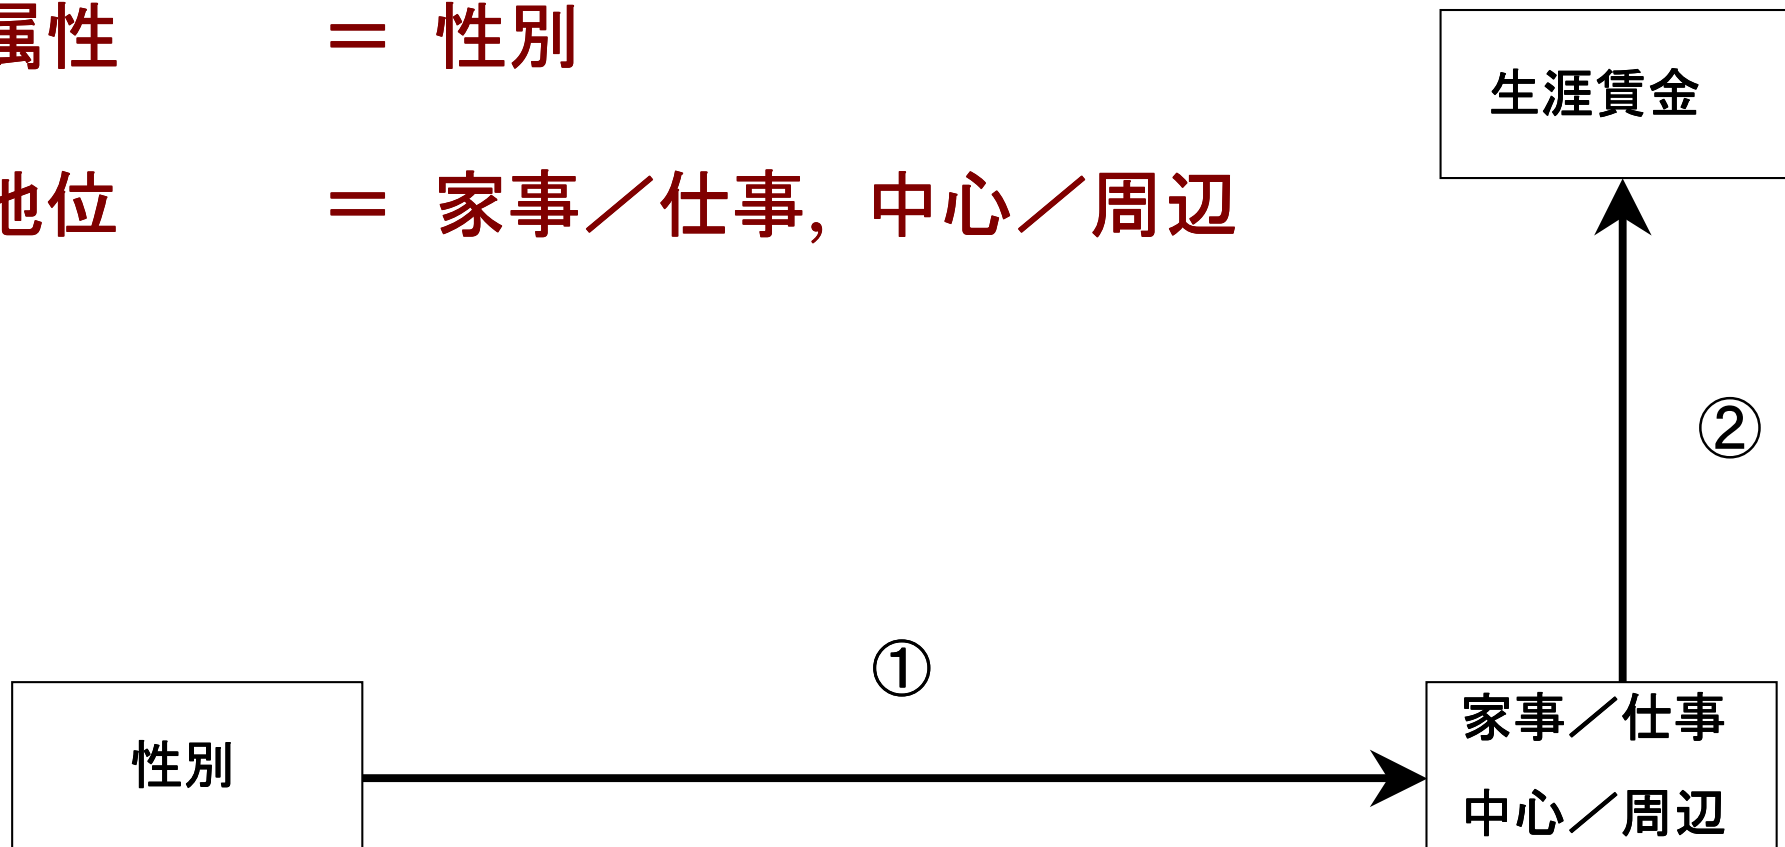 属性 ＝ 性別
地位 ＝ 家事／仕事, 中心／周辺
生涯賃金
②
①
性別
家事／仕事
中心／周辺